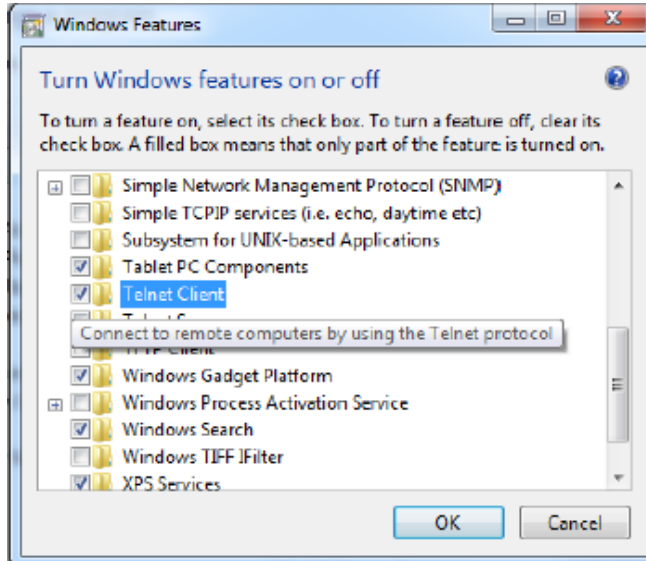 Windows Features
Turn Windows features on or off
To turn a feature on, select its check box. To turn a feature off, clear its
check box. A filled box means that only part of the feature is turned on.
Simple Network Management Protocol (SNMP)
Simple TCPIP services (i.e. echo, daytime etc)
Subsystem for UNIX-based Applications
Tablet PC Components
Telnet Client
Connect to remote computers by using the Telnet protocol
Client
Windows Gadget Platform
Windows Process Activation Service
Windows Search
Windows TIFF IFilter
XPS Services
OK
Cancel